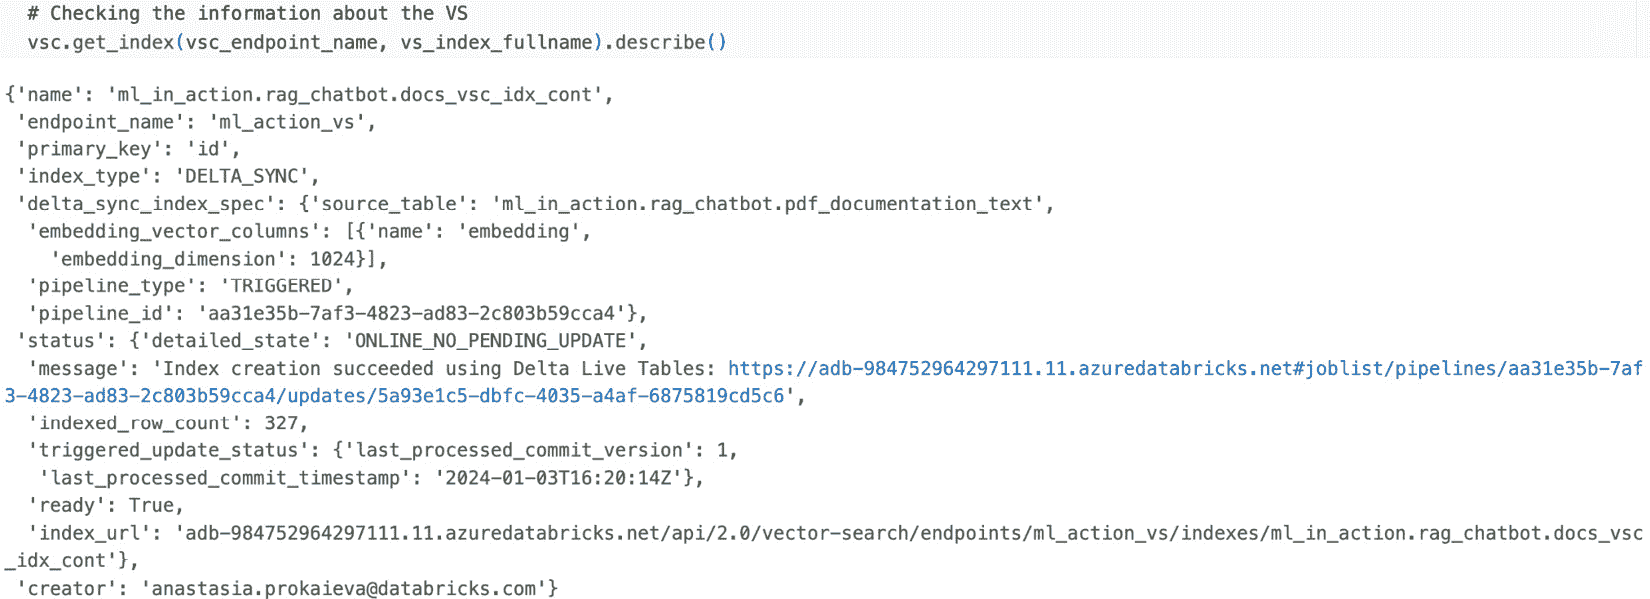 # Checking the information about the VS
vsc.get_index(vsc_endpoint_name, vs_index_fullname).describe()
{'name': 'ml_in_action.rag_chatbot.docs_vsc_idx_cont',
'endpoint_name': 'ml_action_vs',
'primary_key': 'id',
'index_type': 'DELTA_SYNC',
'delta_sync_index_spec': {'source_table': 'ml_in_action.rag_chatbot.pdf_documentation_text',
'embedding_vector_columns': [{'name': 'embedding',
'embedding_dimension': 1024}],
'pipeline_type': 'TRIGGERED',
'pipeline_id': 'aa31e35b-7af3-4823-ad83-2c803b59cca4'},
'status': {'detailed_state': 'ONLINE_NO_PENDING_UPDATE',
'message': 'Index creation succeeded using Delta Live Tables: https://adb-984752964297111.11.azuredatabricks.net#joblist/pipelines/aa31e35b-7af
3-4823-ad83-2c803b59cca4/updates/5a93e1c5-dbfc-4035-a4af-6875819cd5c6',
'indexed_row_count': 327,
'triggered_update_status': {'last_processed_commit_version': 1,
'last_processed_commit_timestamp': '2024-01-03T16:20:14Z'},
'ready': True,
'index_url': 'adb-984752964297111.11.azuredatabricks.net/api/2.0/vector-search/endpoints/ml_action_vs/indexes/ml_in_action.rag_chatbot.docs_vsc
_idx_cont'},
'creator': 'anastasia.prokaieva@databricks.com'}